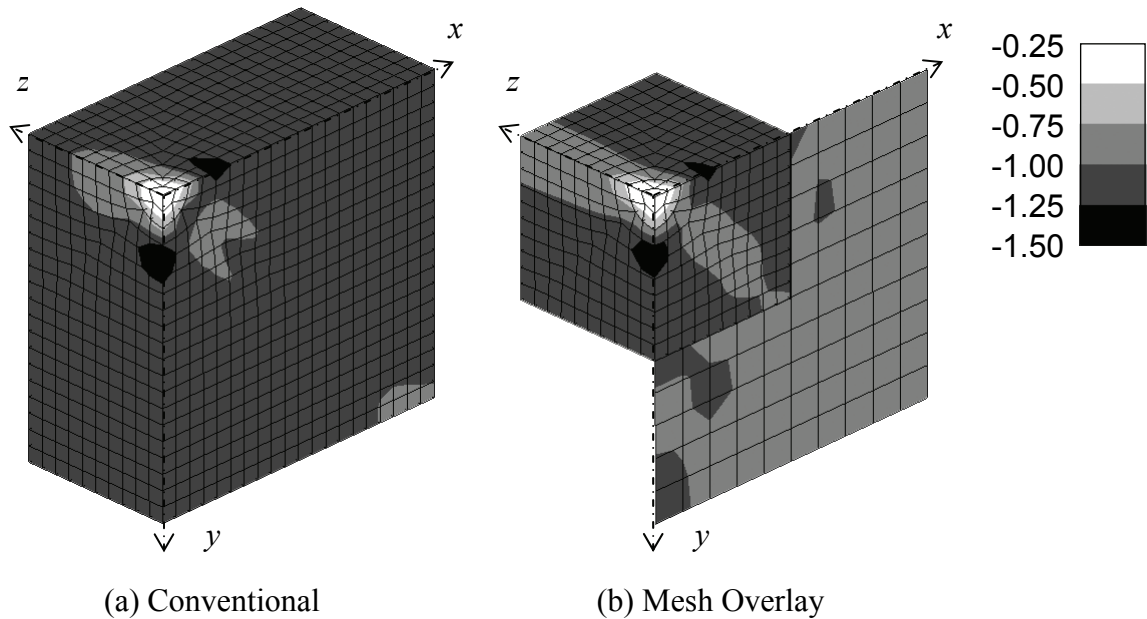 x
z
y
(a) Conventional
x
z
y
(b) Mesh Overlay
-0.25
-0.50
-0.75
-1.00
-1.25
-1.50